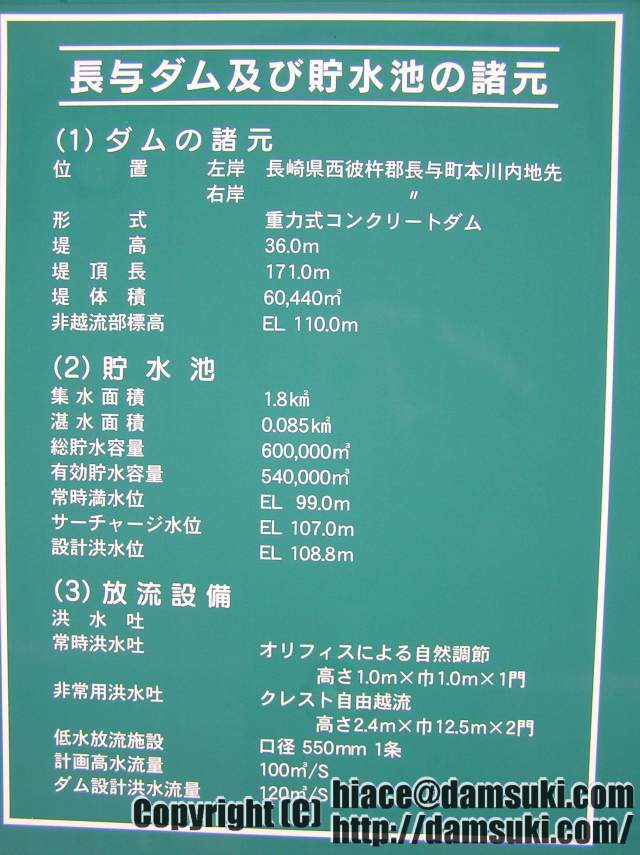 長与ダム及び貯水池の諸元
(1)ダムの諸元
位置 左岸 長崎県西彼杵郡長与町本川内地先
右岸 〃
形式 重力式コンクリートダム
堤高 36.0m
堤頂長 171.0m
堤体積 60,440㎥
非越流部標高 EL 110.0m
(2)貯水池
集水面積 1.8k㎡
湛水面積 0.085k㎡
総貯水容量 600,000㎥
有効貯水容量 540,000㎥
常時満水位 EL 99.0m
サーチャージ水位 EL 107.0m
設計洪水位 EL 108.8m
(3)放流設備
洪水吐
常時洪水吐 オリフィスによる自然調節
高さ1.0m×巾1.0m×1門
非常用洪水吐 クレスト自由越流
高さ2.4m×巾12.5m×2門
低水放流施設 口径 550mm 1条
計画高水流量 100㎥/S
ダム設計洪水流量 120㎥/S
Copyright (C) hiace@damsuki.com
http://damsuki.com/